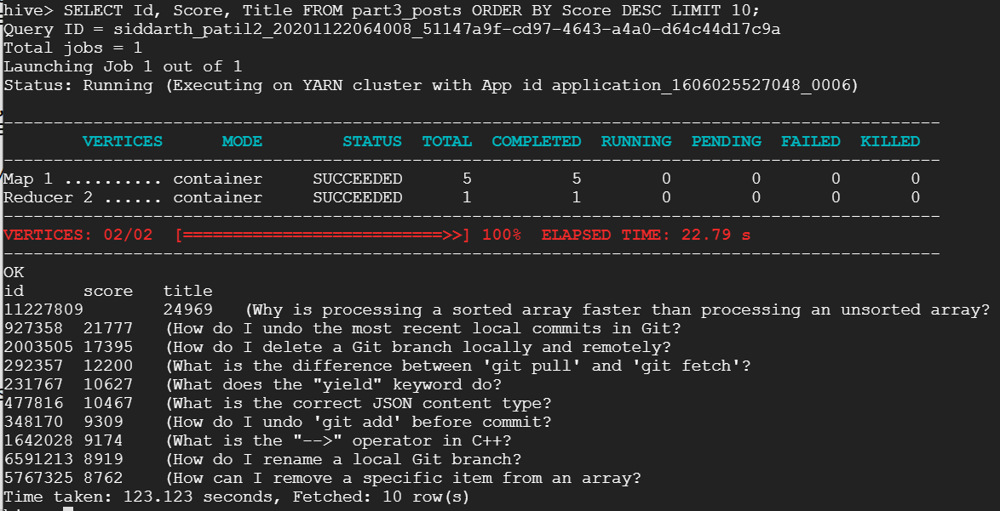 hive> SELECT Id, Score, Title FROM part3_posts ORDER BY Score DESC LIMIT 10;
Query ID = siddarth_patil2_20201122064008_51147a9f-cd97-4643-a4a0-d64c44d17c9a
Total jobs = 1
Launching Job 1 out of 1
Status: Running (Executing on YARN cluster with App id application_1606025527048_0006)
----------------------------------------------------------------------------------------------
VERTICES MODE STATUS TOTAL COMPLETED RUNNING PENDING FAILED KILLED
----------------------------------------------------------------------------------------------
Map 1 .......... container SUCCEEDED 5 5 0 0 0 0
Reducer 2 ...... container SUCCEEDED 1 1 0 0 0 0
----------------------------------------------------------------------------------------------
VERTICES: 02/02 [==========================>>] 100% ELAPSED TIME: 22.79 s
----------------------------------------------------------------------------------------------
OK
id score title
11227809 24969 (Why is processing a sorted array faster than processing an unsorted array?
927358 21777 (How do I undo the most recent local commits in Git?
2003505 17395 (How do I delete a Git branch locally and remotely?
292357 12200 (What is the difference between 'git pull' and 'git fetch'?
231767 10627 (What does the "yield" keyword do?
477816 10467 (What is the correct JSON content type?
348170 9309 (How do I undo 'git add' before commit?
1642028 9174 (What is the "-->" operator in C++?
6591213 8919 (How do I rename a local Git branch?
5767325 8762 (How can I remove a specific item from an array?
Time taken: 123.123 seconds, Fetched: 10 row(s)